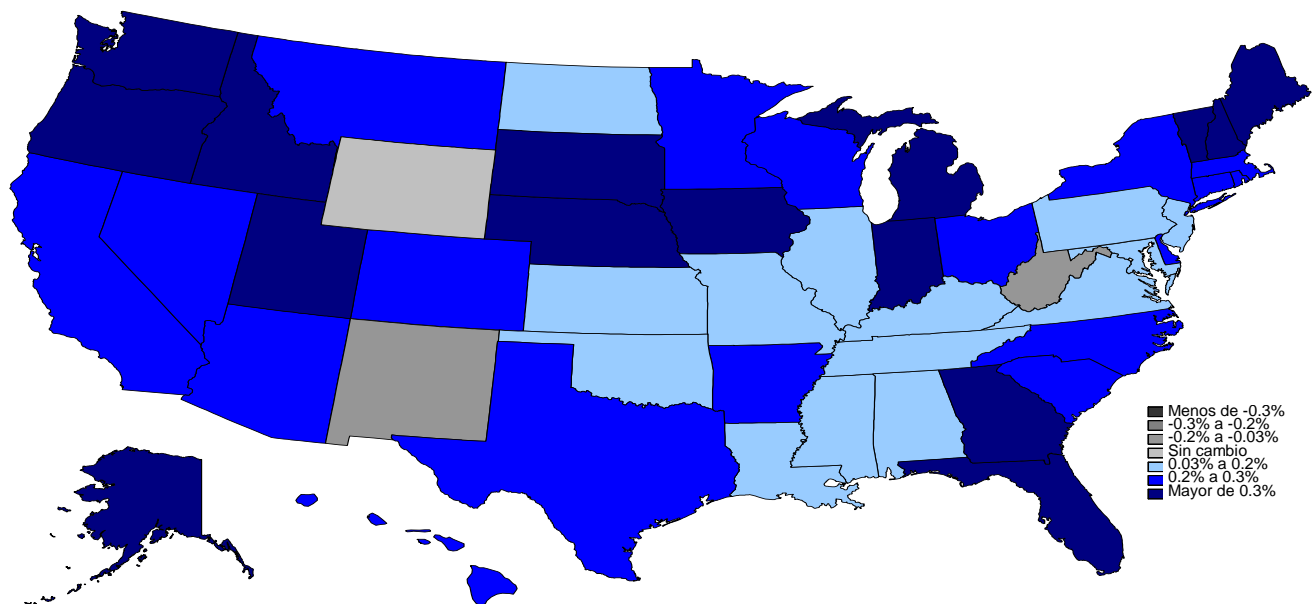 Menos de -0.3%
-0.3% a -0.2%
-0.2% a -0.03%
Sin cambio
0.03% a 0.2%
0.2% a 0.3%
Mayor de 0.3%